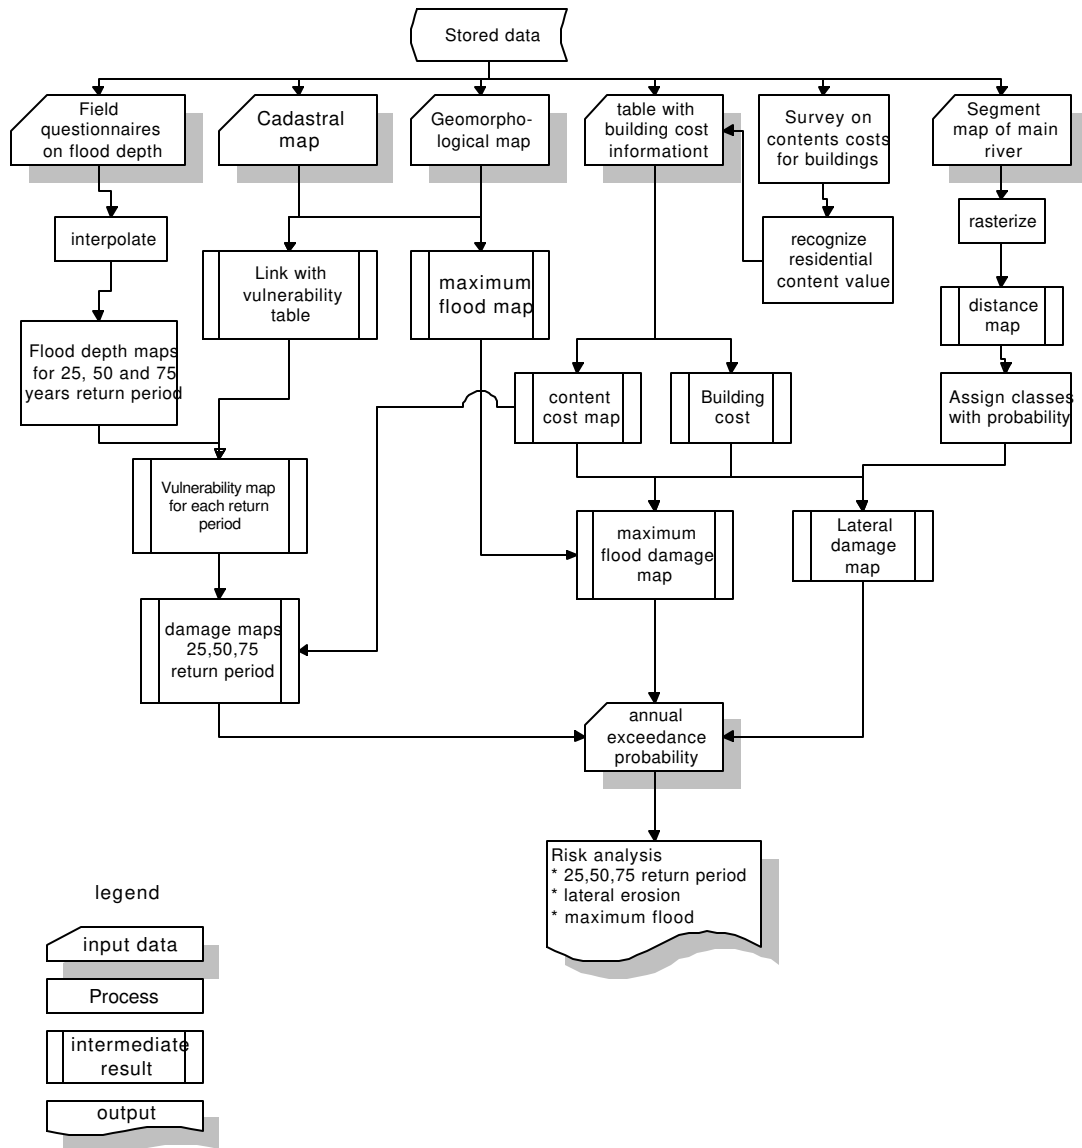 Stored data
Field
questionnaires
on flood depth
Cadastral
map
Geomorpho-
logical map
table with
building cost
informationt
Survey on
contents costs
for buildings
Segment
map of main
river
interpolate
rasterize
recognize
residential
content value
Link with
vulnerability
table
maximum
flood map
distance
map
Flood depth maps
for 25, 50 and 75
years return period
content
cost map
Building
cost
Assign classes
with probability
Vulnerability map
for each return
period
maximum
flood damage
map
Lateral
damage
map
damage maps
25,50,75
return period
annual
exceedance
probability
Risk analysis
* 25,50,75 return period
* lateral erosion
* maximum flood
legend
input data
Process
intermediate
result
output